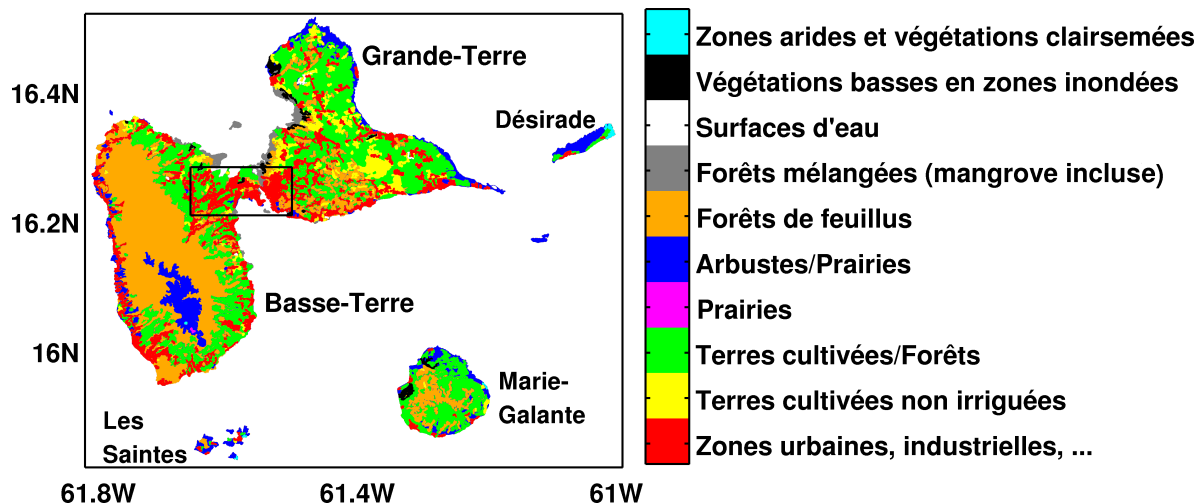 Grande-Terre
16.4N
Désirade
16.2N
Basse-Terre
16N
Marie-
Galante
Les
Saintes
61.8W
61.4W
61W
Zones arides et végétations clairsemées
Végétations basses en zones inondées
Surfaces d'eau
Forêts mélangées (mangrove incluse)
Forêts de feuillus
Arbustes/Prairies
Prairies
Terres cultivées/Forêts
Terres cultivées non irriguées
Zones urbaines, industrielles, ...